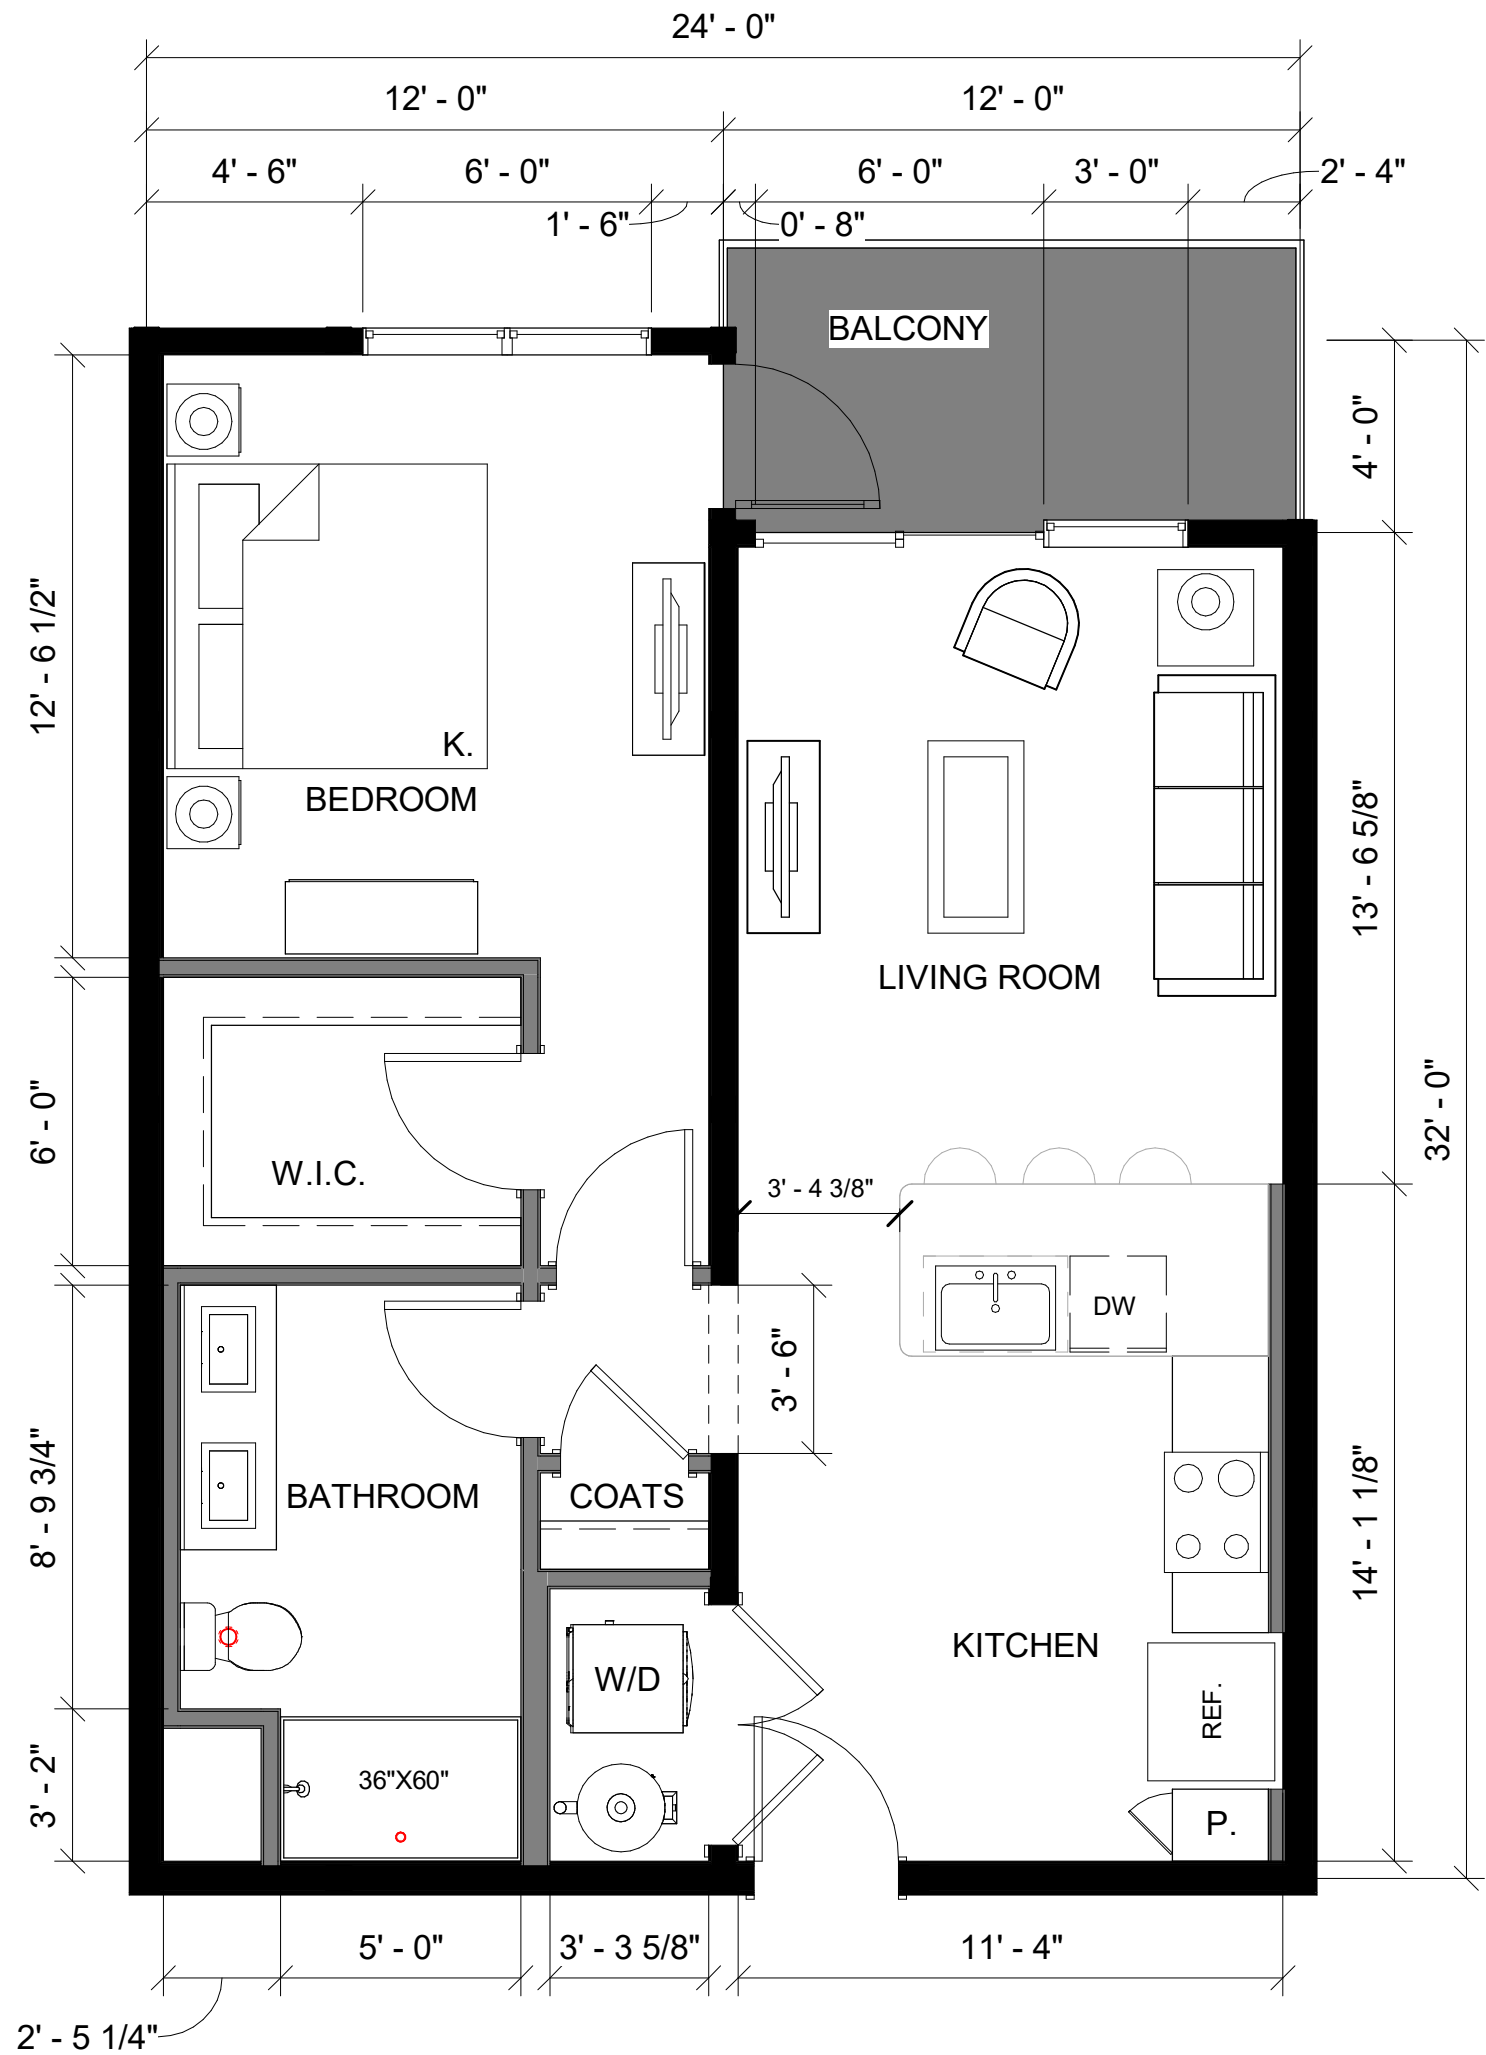 24' - 0"
12' - 0"
12' - 0"
4' - 6"
6' - 0"
6' - 0"
3' - 0"
2' - 4"
1' - 6"
0' - 8"
BALCONY
4' - 0"
12' - 6 1/2"
K.
BEDROOM
13' - 6 5/8"
LIVING ROOM
32' - 0"
6' - 0"
W.I.C.
3' - 4 3/8"
DW
3' - 6"
8' - 9 3/4"
BATHROOM
COATS
14' - 1 1/8"
KITCHEN
W/D
REF.
3' - 2"
36"X60"
P.
5' - 0"
3' - 3 5/8"
11' - 4"
2' - 5 1/4"